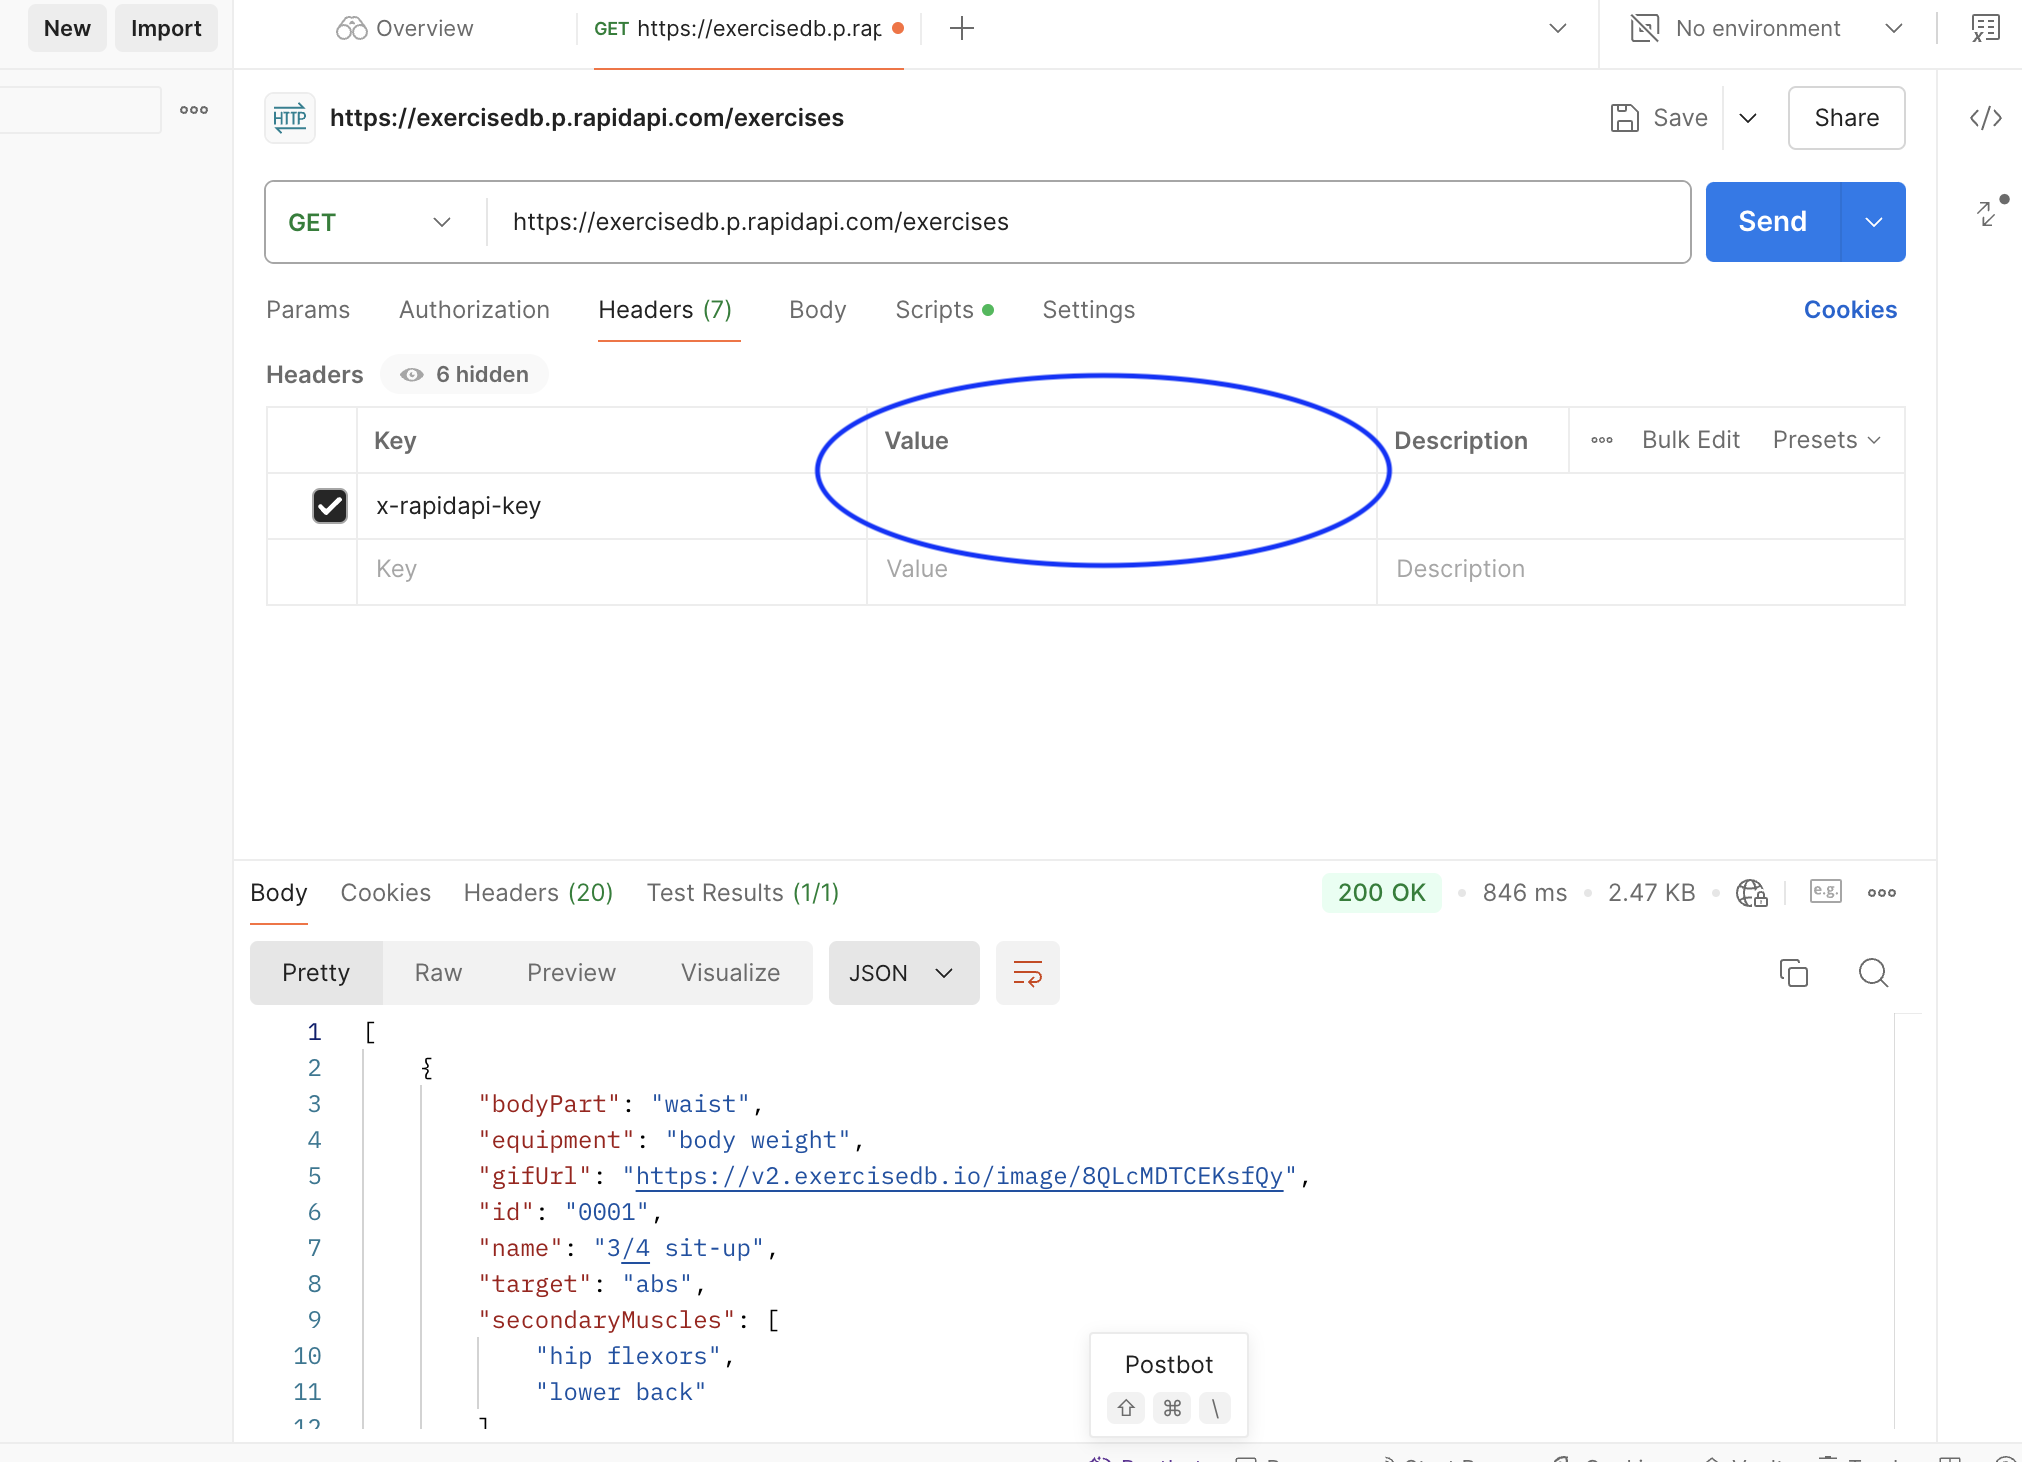 New Import Overview GET https://exercisedb.p.rap No environment
HTTP https://exercisedb.p.rapidapi.com/exercises Save Share
GET https://exercisedb.p.rapidapi.com/exercises Send
Params Authorization Headers (7) Body Scripts Settings Cookies
Headers 6 hidden
Key Value Description Bulk Edit Presets
x-rapidapi-key
Key Value Description
Body Cookies Headers (20) Test Results (1/1) 200 OK 846 ms 2.47 KB e.g.
Pretty Raw Preview Visualize JSON
1 [
2 {
3 "bodyPart": "waist",
4 "equipment": "body weight",
5 "gifUrl": "https://v2.exercisedb.io/image/8QLcMDTCEKsfQy",
6 "id": "0001",
7 "name": "3/4 sit-up",
8 "target": "abs",
9 "secondaryMuscles": [
10 "hip flexors",
11 "lower back"
12 ]
Postbot
⇧ ⌘ \